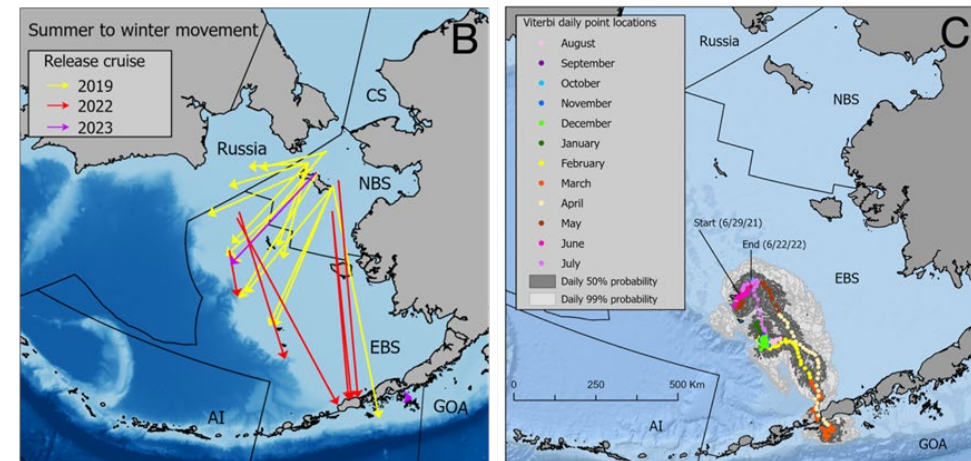 Summer to winter movement
B
Release cruise
2019
2022
2023
CS
Russia
NBS
EBS
AI
GOA
C
Viterbi daily point locations
August
September
October
November
December
January
February
March
April
May
June
July
Daily 50% probability
Daily 99% probability
Russia
NBS
Start (6/29/21)
End (6/22/22)
EBS
0
250
500 Km
AI
GOA